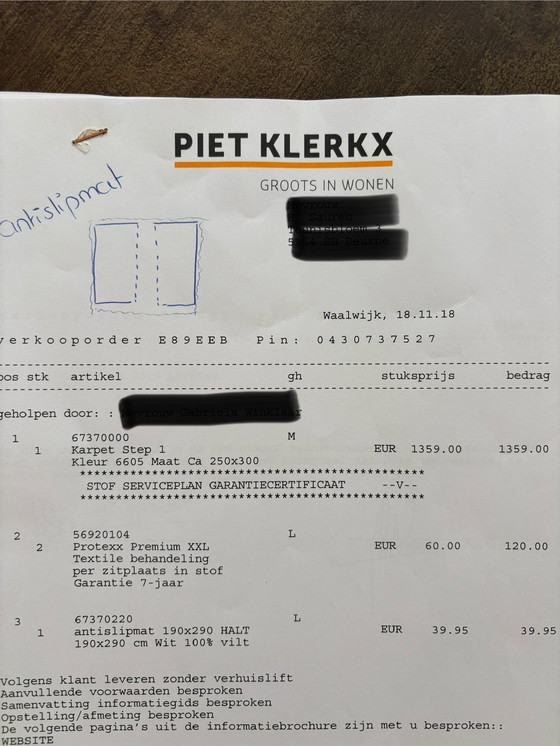 PIET KLERKX
GROOTS IN WONEN
antislipmat
Waalwijk, 18.11.18
verkooporder E89EEB Pin: 0430737527
pos stk artikel gh stuksprijs bedrag
geholpen door: :
1 67370000 M
1 Karpet Step 1 EUR 1359.00 1359.00
Kleur 6605 Maat Ca 250x300
*******************************************
STOF SERVICEPLAN GARANTIECERTIFICAAT --V--
*******************************************
2 56920104 L
2 Protexx Premium XXL EUR 60.00 120.00
Textile behandeling
per zitplaats in stof
Garantie 7-jaar
3 67370220 L
1 antislipmat 190x290 HALT EUR 39.95 39.95
190x290 cm Wit 100% vilt
Volgens klant leveren zonder verhuislift
Aanvullende voorwaarden besproken
Samenvatting informatiegids besproken
Opstelling/afmeting besproken
De volgende pagina's uit de informatiebrochure zijn met u besproken::
WEBSITE